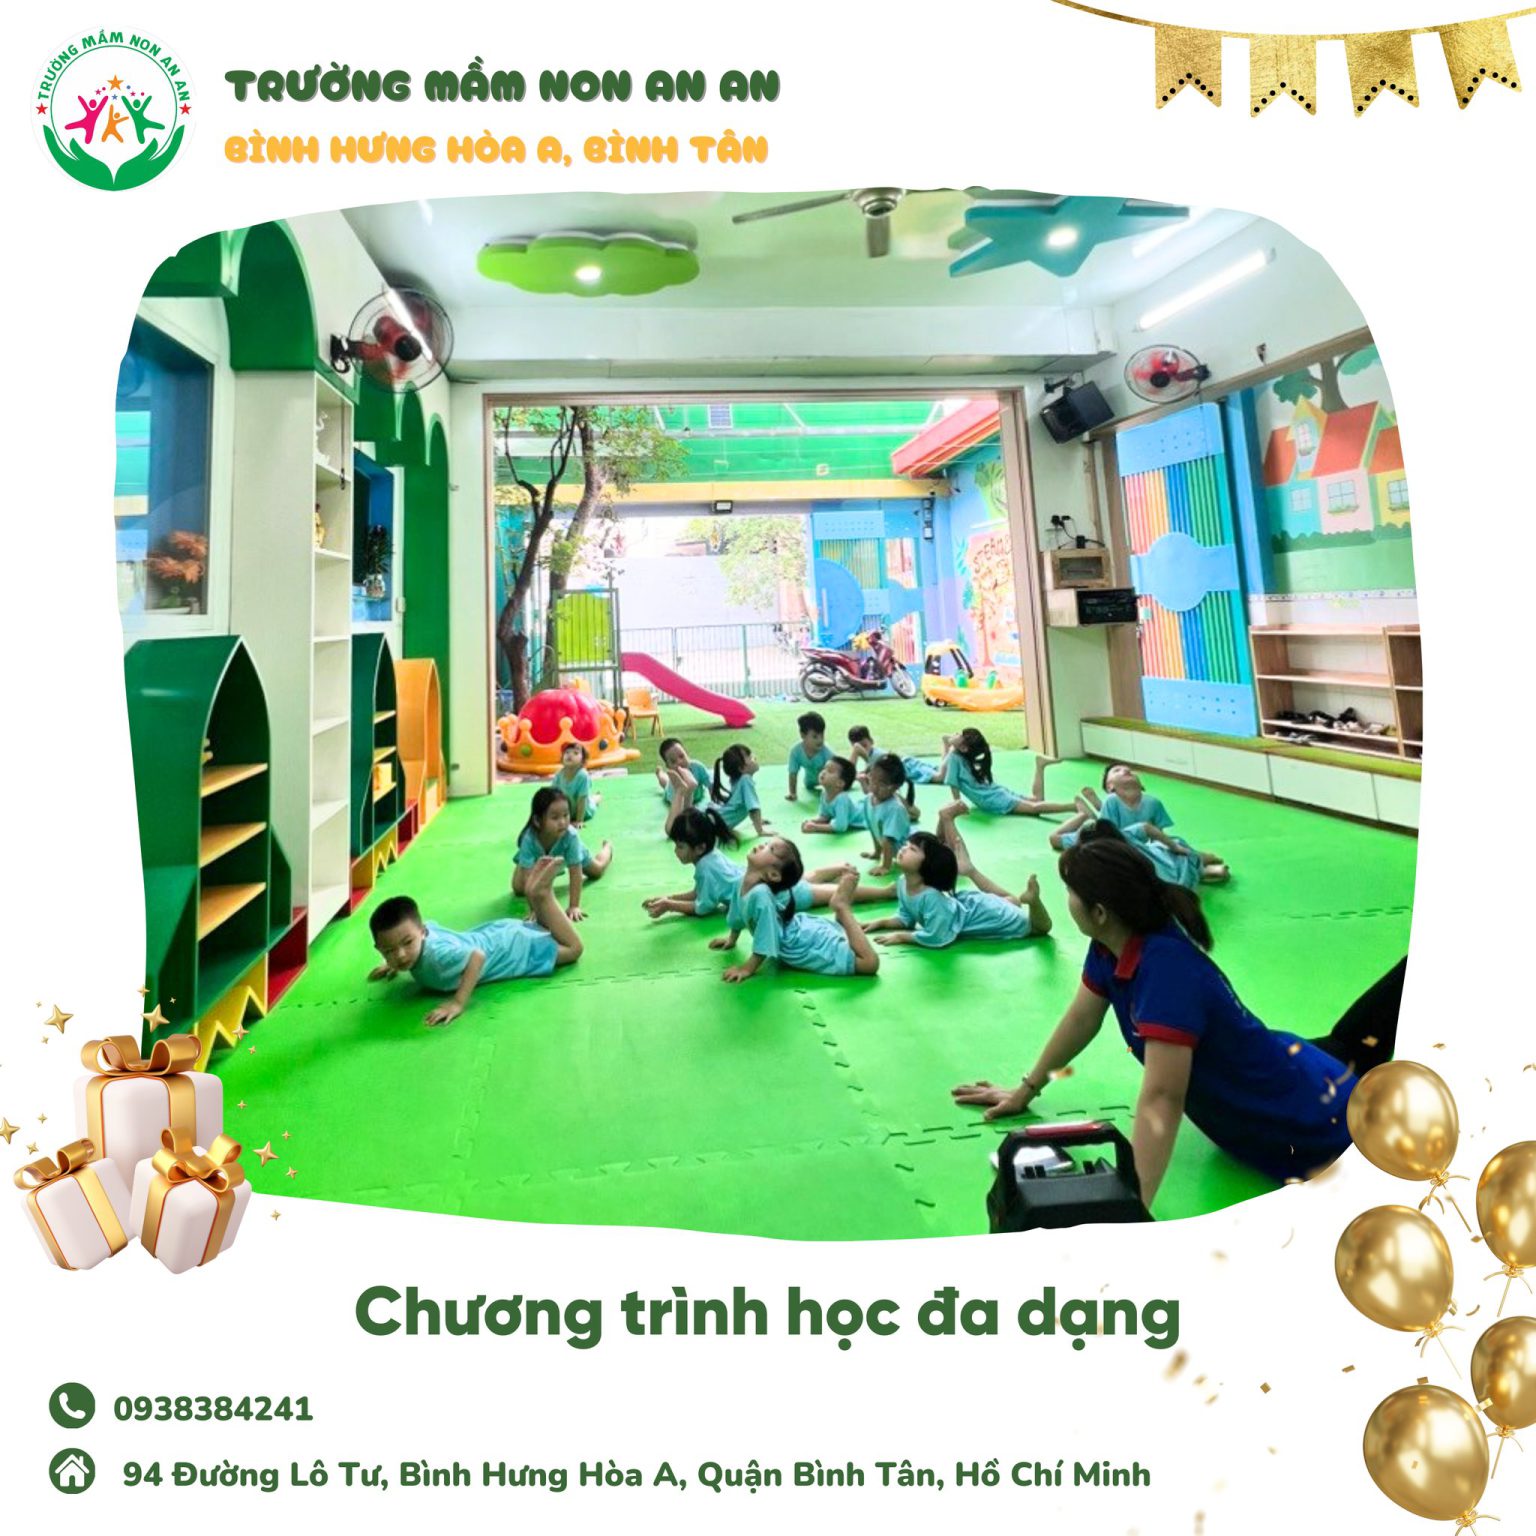 TRƯỜNG MẦM NON AN AN
TRƯỜNG MẦM NON AN AN
BÌNH HƯNG HÒA A, BÌNH TÂN
Chương trình học đa dạng
0938384241
94 Đường Lô Tư, Bình Hưng Hòa A, Quận Bình Tân, Hồ Chí Minh